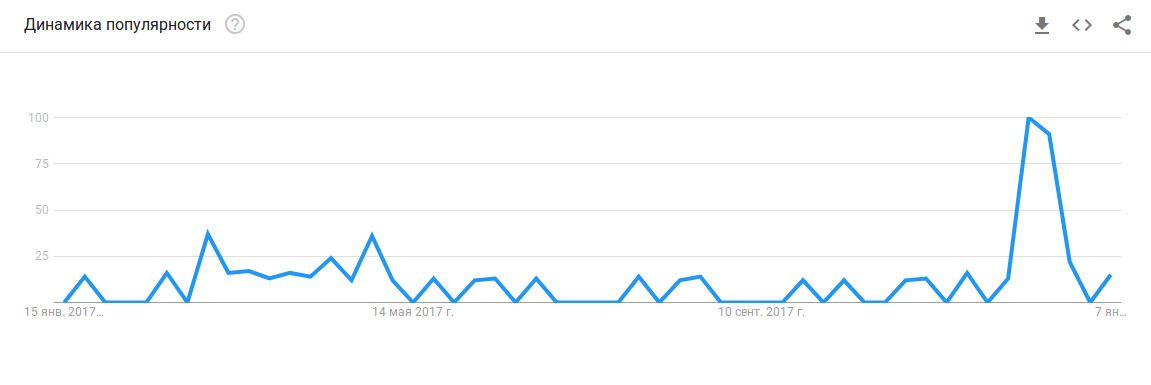 Динамика популярности
100
75
50
25
15 янв. 2017…
14 мая 2017 г.
10 сент. 2017 г.
7 ян…